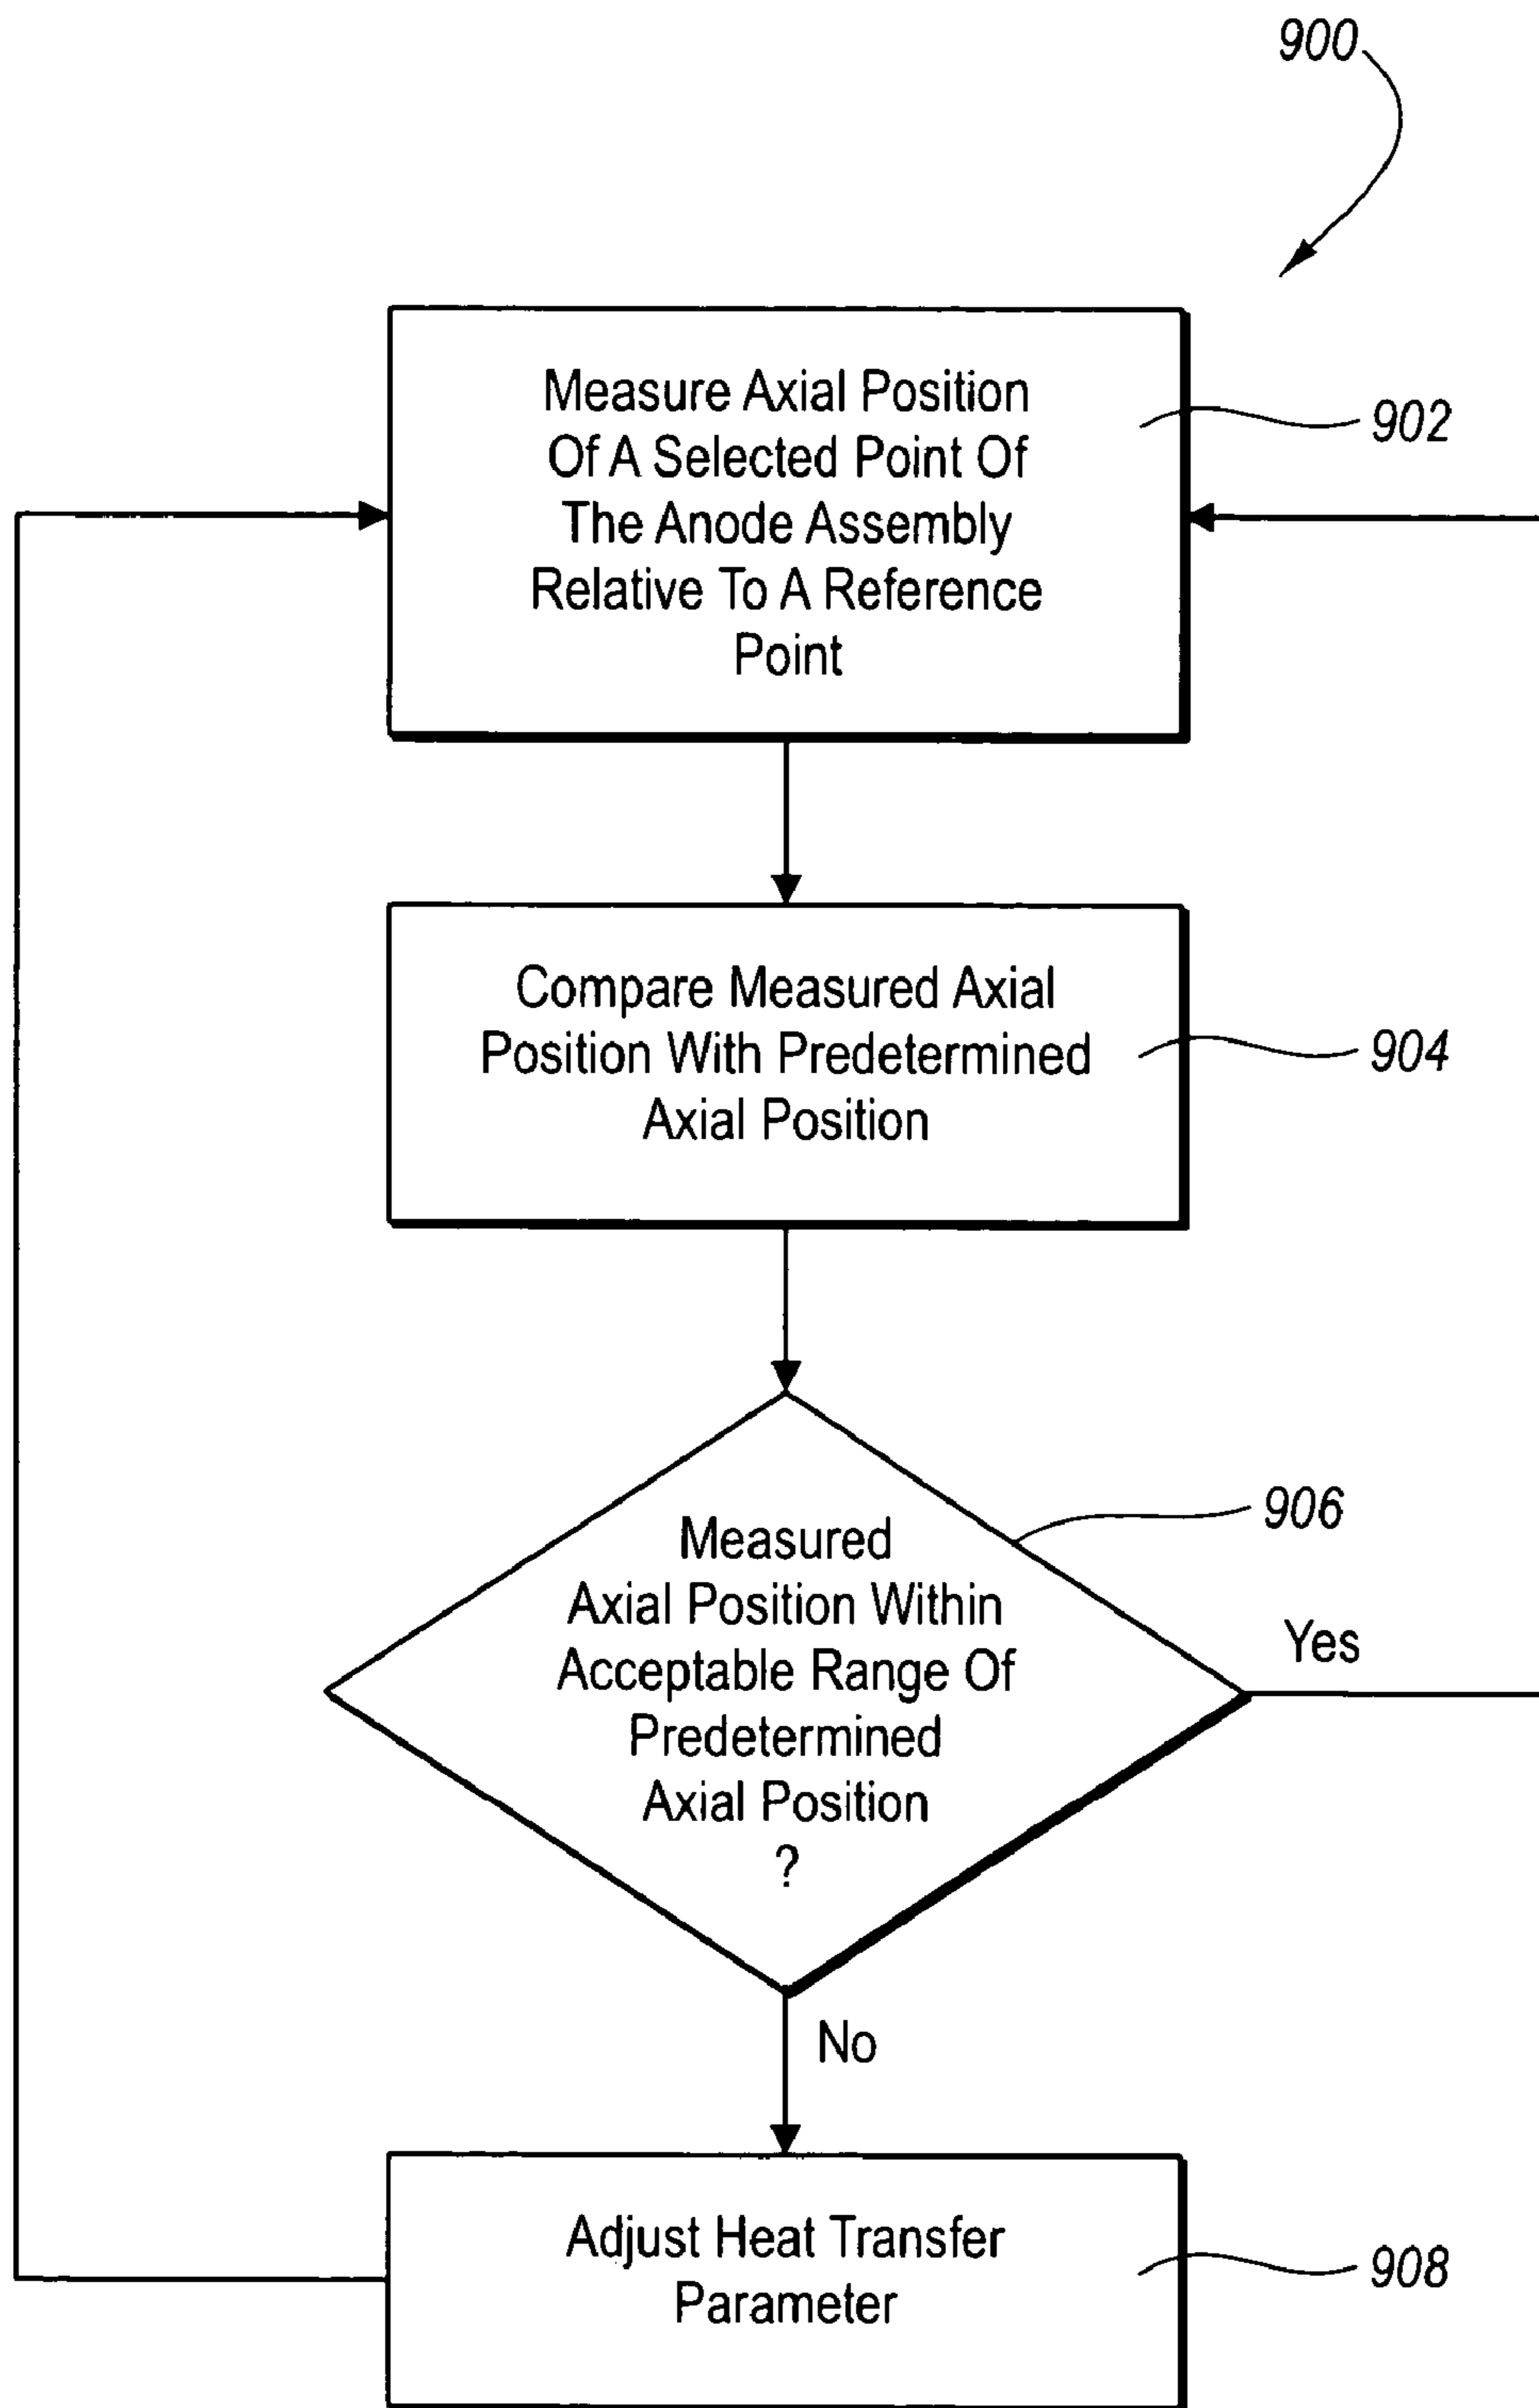 900
Measure Axial Position
Of A Selected Point Of
The Anode Assembly
Relative To A Reference
Point
902
Compare Measured Axial
Position With Predetermined
Axial Position
904
906
Measured
Axial Position Within
Acceptable Range Of
Predetermined
Axial Position
?
Yes
No
Adjust Heat Transfer
Parameter
908